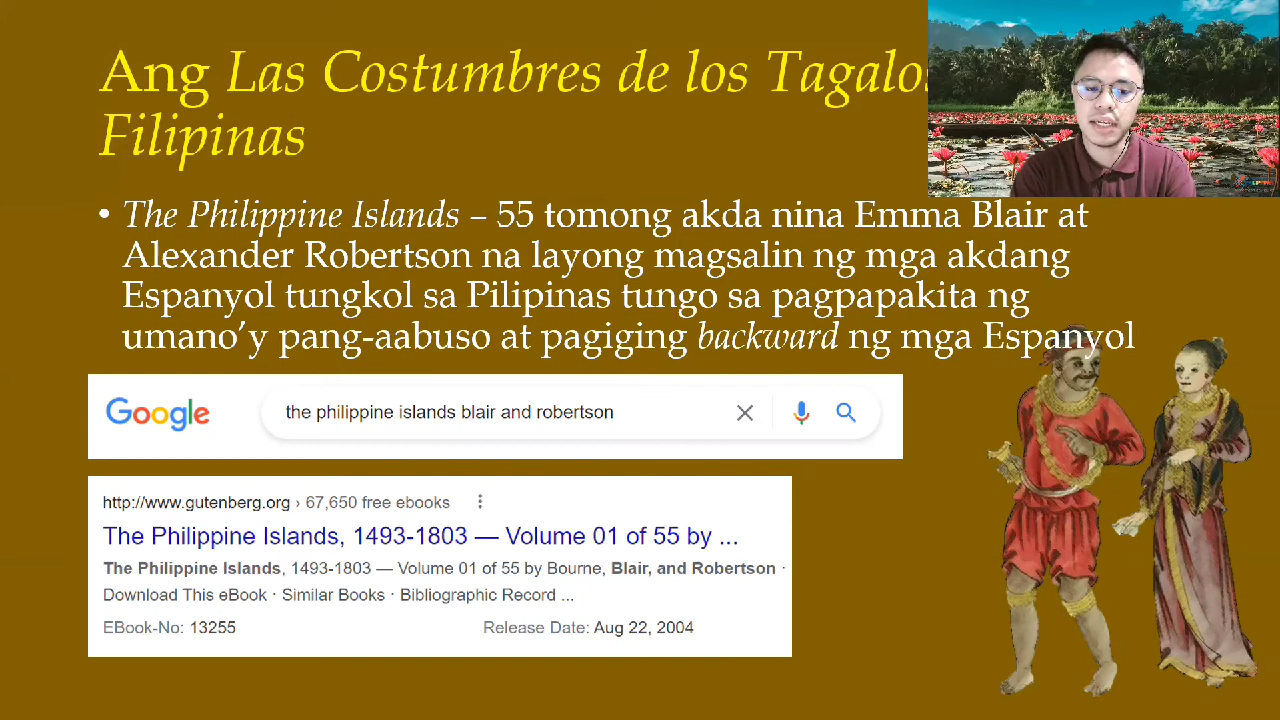 Ang Las Costumbres de los Tagalo
Filipinas
• The Philippine Islands – 55 tomong akda nina Emma Blair at
Alexander Robertson na layong magsalin ng mga akdang
Espanyol tungkol sa Pilipinas tungo sa pagpapakita ng
umano’y pang-aabuso at pagiging backward ng mga Espanyol
Google
the philippine islands blair and robertson
http://www.gutenberg.org › 67,650 free ebooks
The Philippine Islands, 1493-1803 — Volume 01 of 55 by ...
The Philippine Islands, 1493-1803 — Volume 01 of 55 by Bourne, Blair, and Robertson ·
Download This eBook · Similar Books · Bibliographic Record ...
EBook-No: 13255 Release Date: Aug 22, 2004